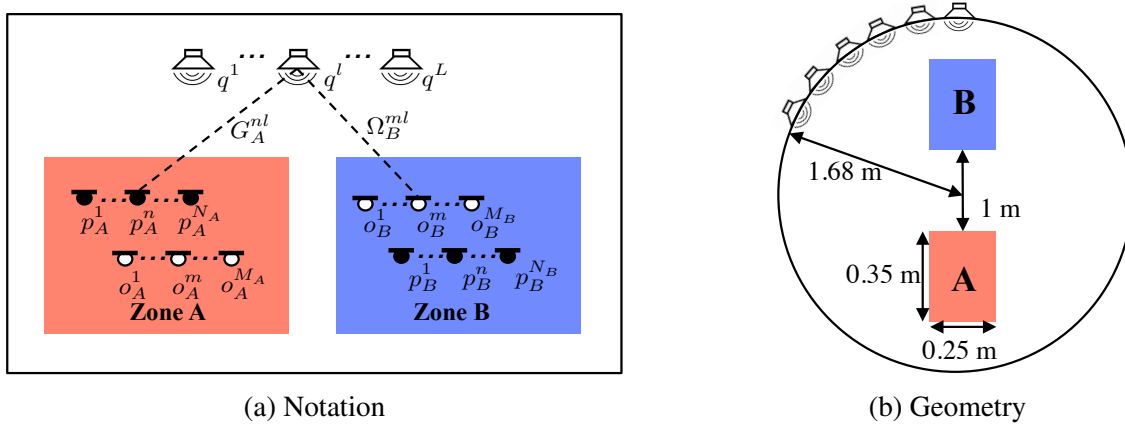 q^1 ··· q^l ··· q^L
G_A^{nl}
Ω_B^{ml}
p_A^1 p_A^n p_A^{N_A}
o_A^1 o_A^m o_A^{M_A}
Zone A
o_B^1 o_B^m o_B^{M_B}
p_B^1 p_B^n p_B^{N_B}
Zone B
(a) Notation
B
1.68 m
1 m
0.35 m
A
0.25 m
(b) Geometry